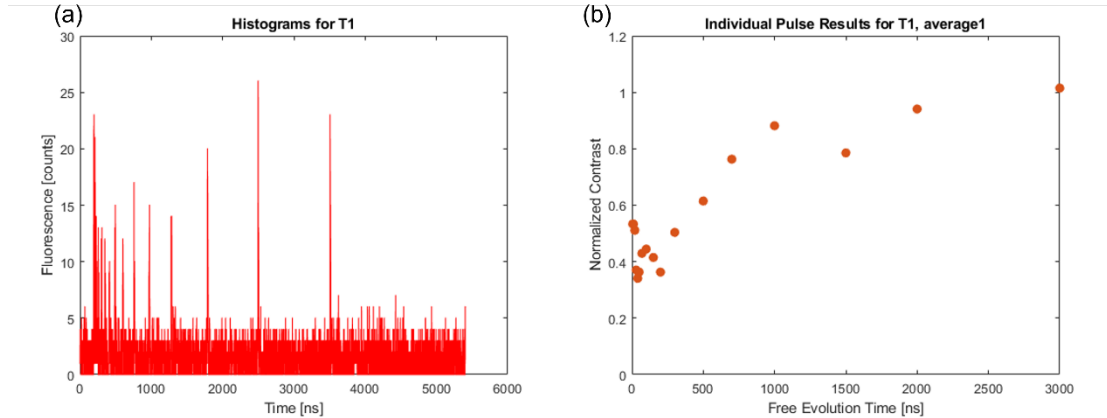 (a)
Histograms for T1
30
25
20
15
10
5
0
Fluorescence [counts]
0 1000 2000 3000 4000 5000 6000
Time [ns]
(b)
Individual Pulse Results for T1, average1
1.2
1
0.8
0.6
0.4
0.2
0
Normalized Contrast
0 500 1000 1500 2000 2500 3000
Free Evolution Time [ns]